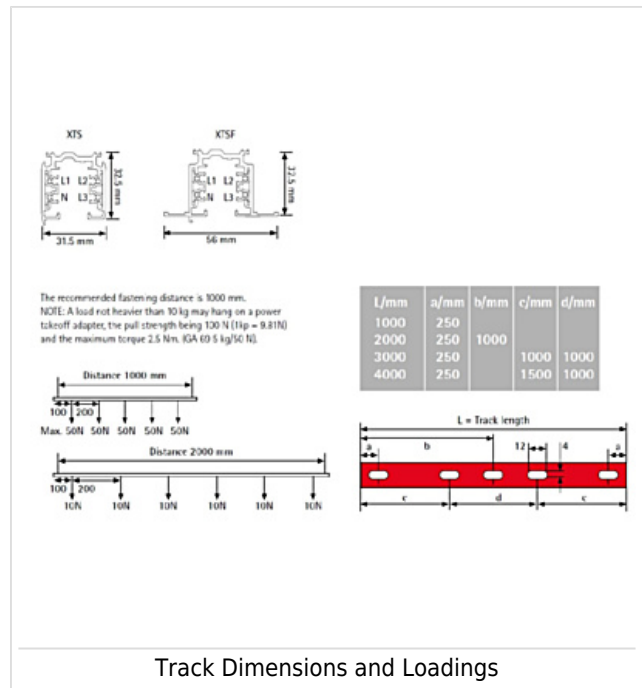 XTS
XTSF
L1 L2
N L3
32.5 mm
31.5 mm
L1 L2
N L3
32.5 mm
56 mm
The recommended fastening distance is 1000 mm.
NOTE: A load not heavier than 10 kg may hang on a power
takeoff adapter, the pull strength being 100 N (1kp = 9.81N)
and the maximum torque 2.5 Nm. (GA 69 5 kg/50 N).
Distance 1000 mm
100 200
Max. 50N 50N 50N 50N 50N
Distance 2000 mm
100 200
10N 10N 10N 10N 10N 10N
L/mm a/mm b/mm c/mm d/mm
1000 250
2000 250 1000
3000 250 1000 1000
4000 250 1500 1000
L = Track length
b 12 4
a a
c d c
Track Dimensions and Loadings